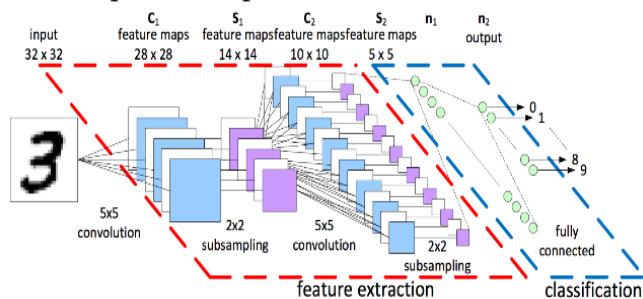 C₁ S₁ C₂ S₂ n₁ n₂
input feature maps feature maps feature maps feature maps output
32 x 32 28 x 28 14 x 14 10 x 10 5 x 5
3
0
1
8
9
5x5
convolution
2x2
subsampling
5x5
convolution
2x2
subsampling
fully
connected
feature extraction
classification